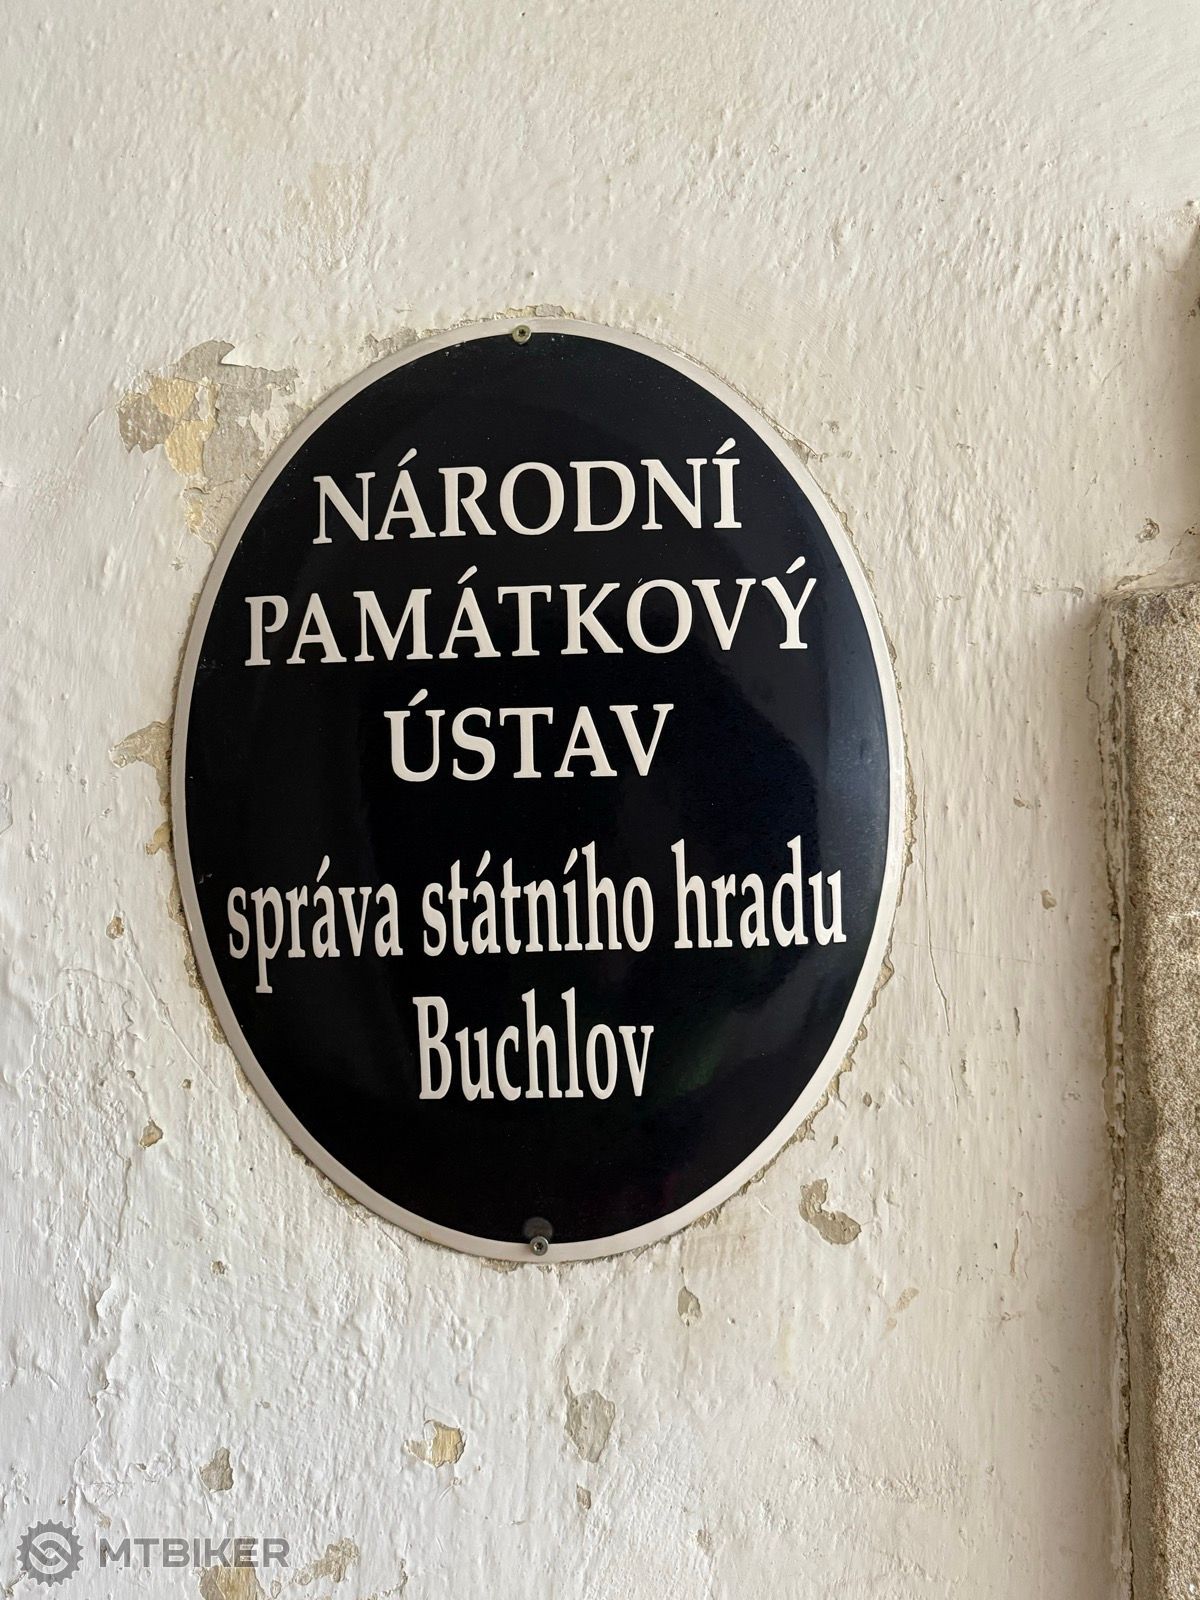 NÁRODNÍ
PAMÁTKOVÝ
ÚSTAV
správa státního hradu
Buchlov
MTBIKER